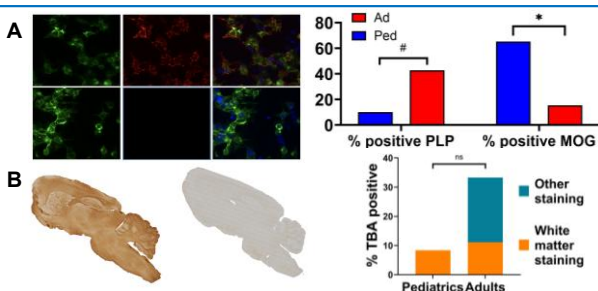 A
80
60
40
20
0
Ad
Ped
#
*
% positive PLP
% positive MOG
B
% TBA positive
40
30
20
10
0
ns
Pediatrics
Adults
Other
staining
White
matter
staining